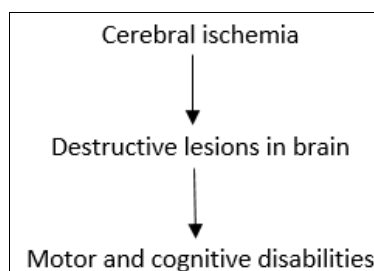 Cerebral ischemia
Destructive lesions in brain
Motor and cognitive disabilities